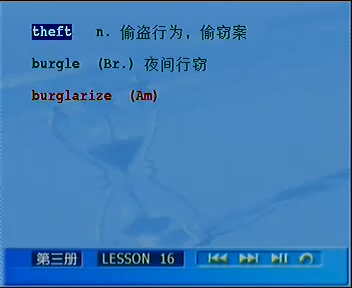 theft n. 偷盗行为，偷窃案
burgle (Br.) 夜间行窃
burglarize (Am)
第三册 LESSON 16